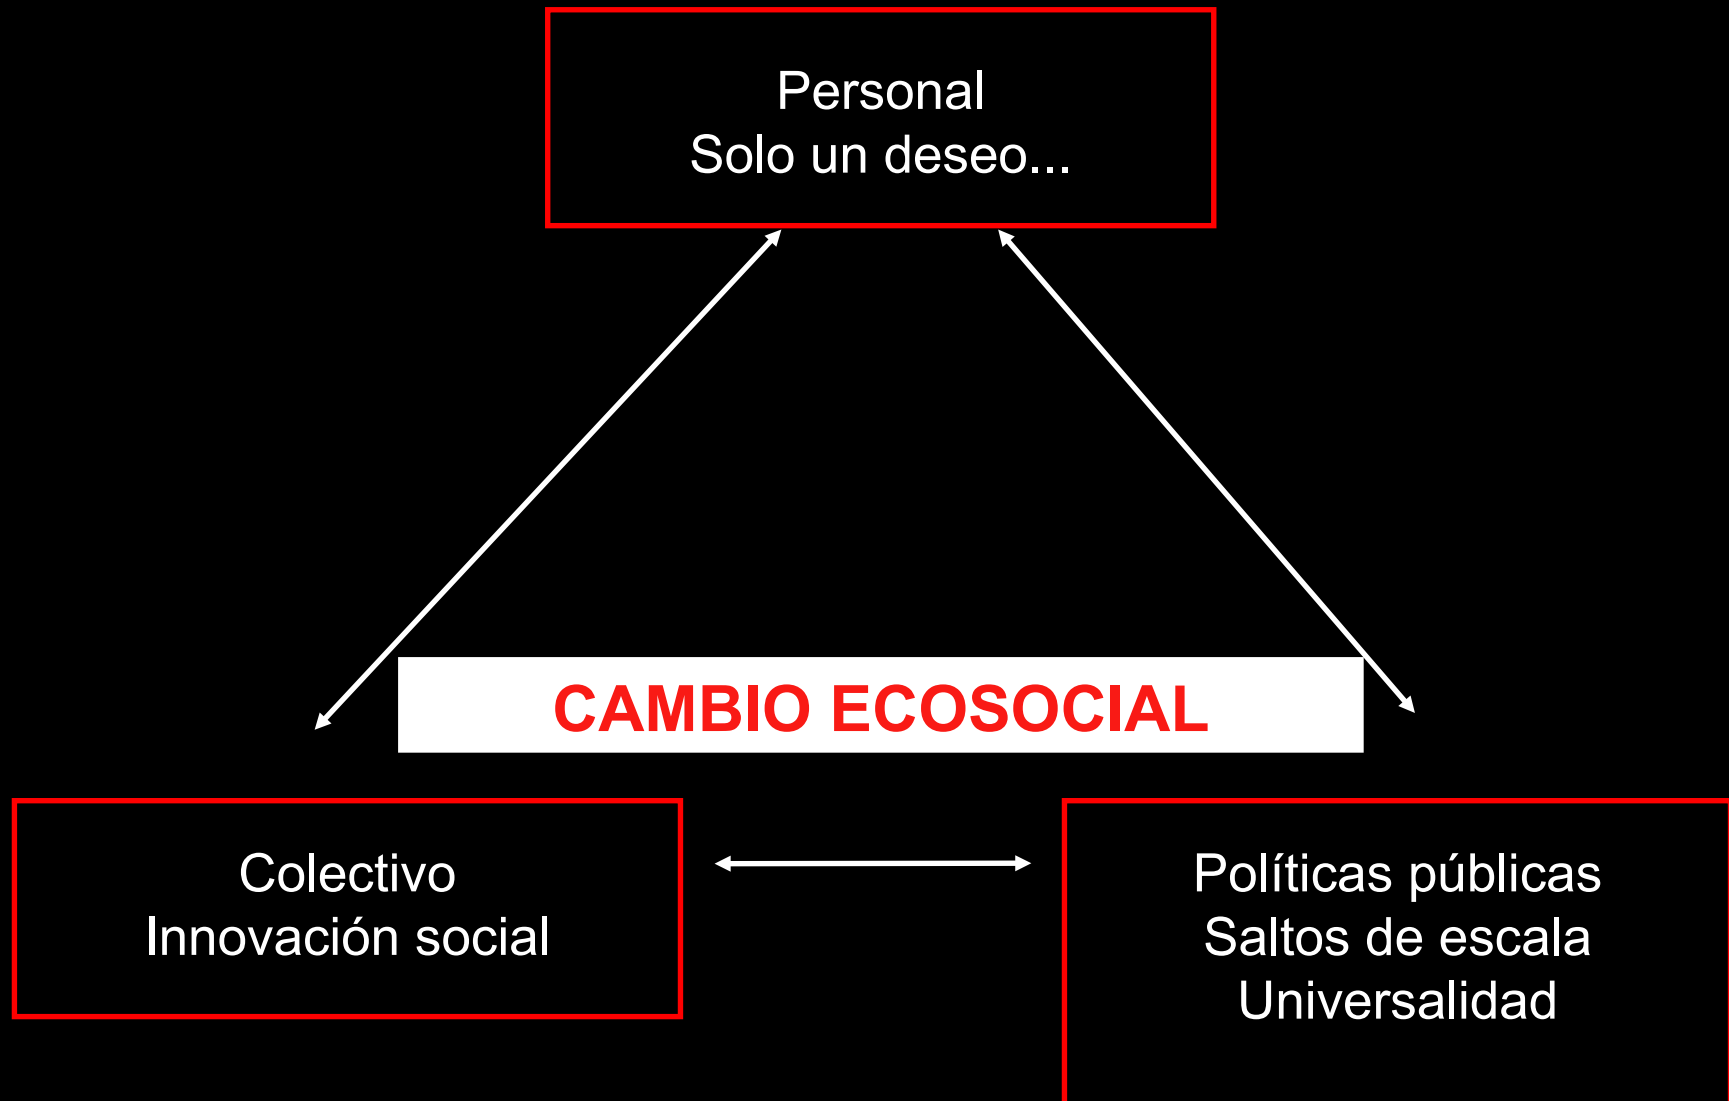 Personal
Solo un deseo...
CAMBIO ECOSOCIAL
Colectivo
Innovación social
Políticas públicas
Saltos de escala
Universalidad